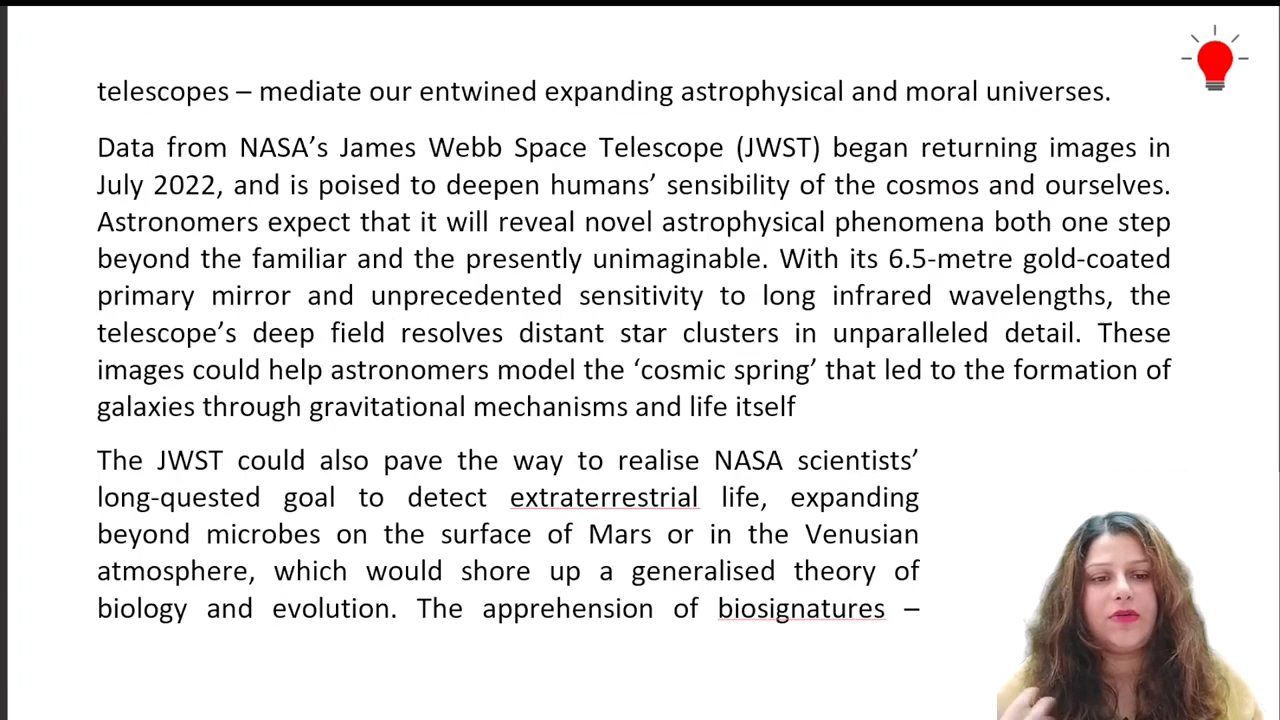 telescopes – mediate our entwined expanding astrophysical and moral universes.
Data from NASA’s James Webb Space Telescope (JWST) began returning images in
July 2022, and is poised to deepen humans’ sensibility of the cosmos and ourselves.
Astronomers expect that it will reveal novel astrophysical phenomena both one step
beyond the familiar and the presently unimaginable. With its 6.5-metre gold-coated
primary mirror and unprecedented sensitivity to long infrared wavelengths, the
telescope’s deep field resolves distant star clusters in unparalleled detail. These
images could help astronomers model the ‘cosmic spring’ that led to the formation of
galaxies through gravitational mechanisms and life itself
The JWST could also pave the way to realise NASA scientists’
long-quested goal to detect extraterrestrial life, expanding
beyond microbes on the surface of Mars or in the Venusian
atmosphere, which would shore up a generalised theory of
biology and evolution. The apprehension of biosignatures –